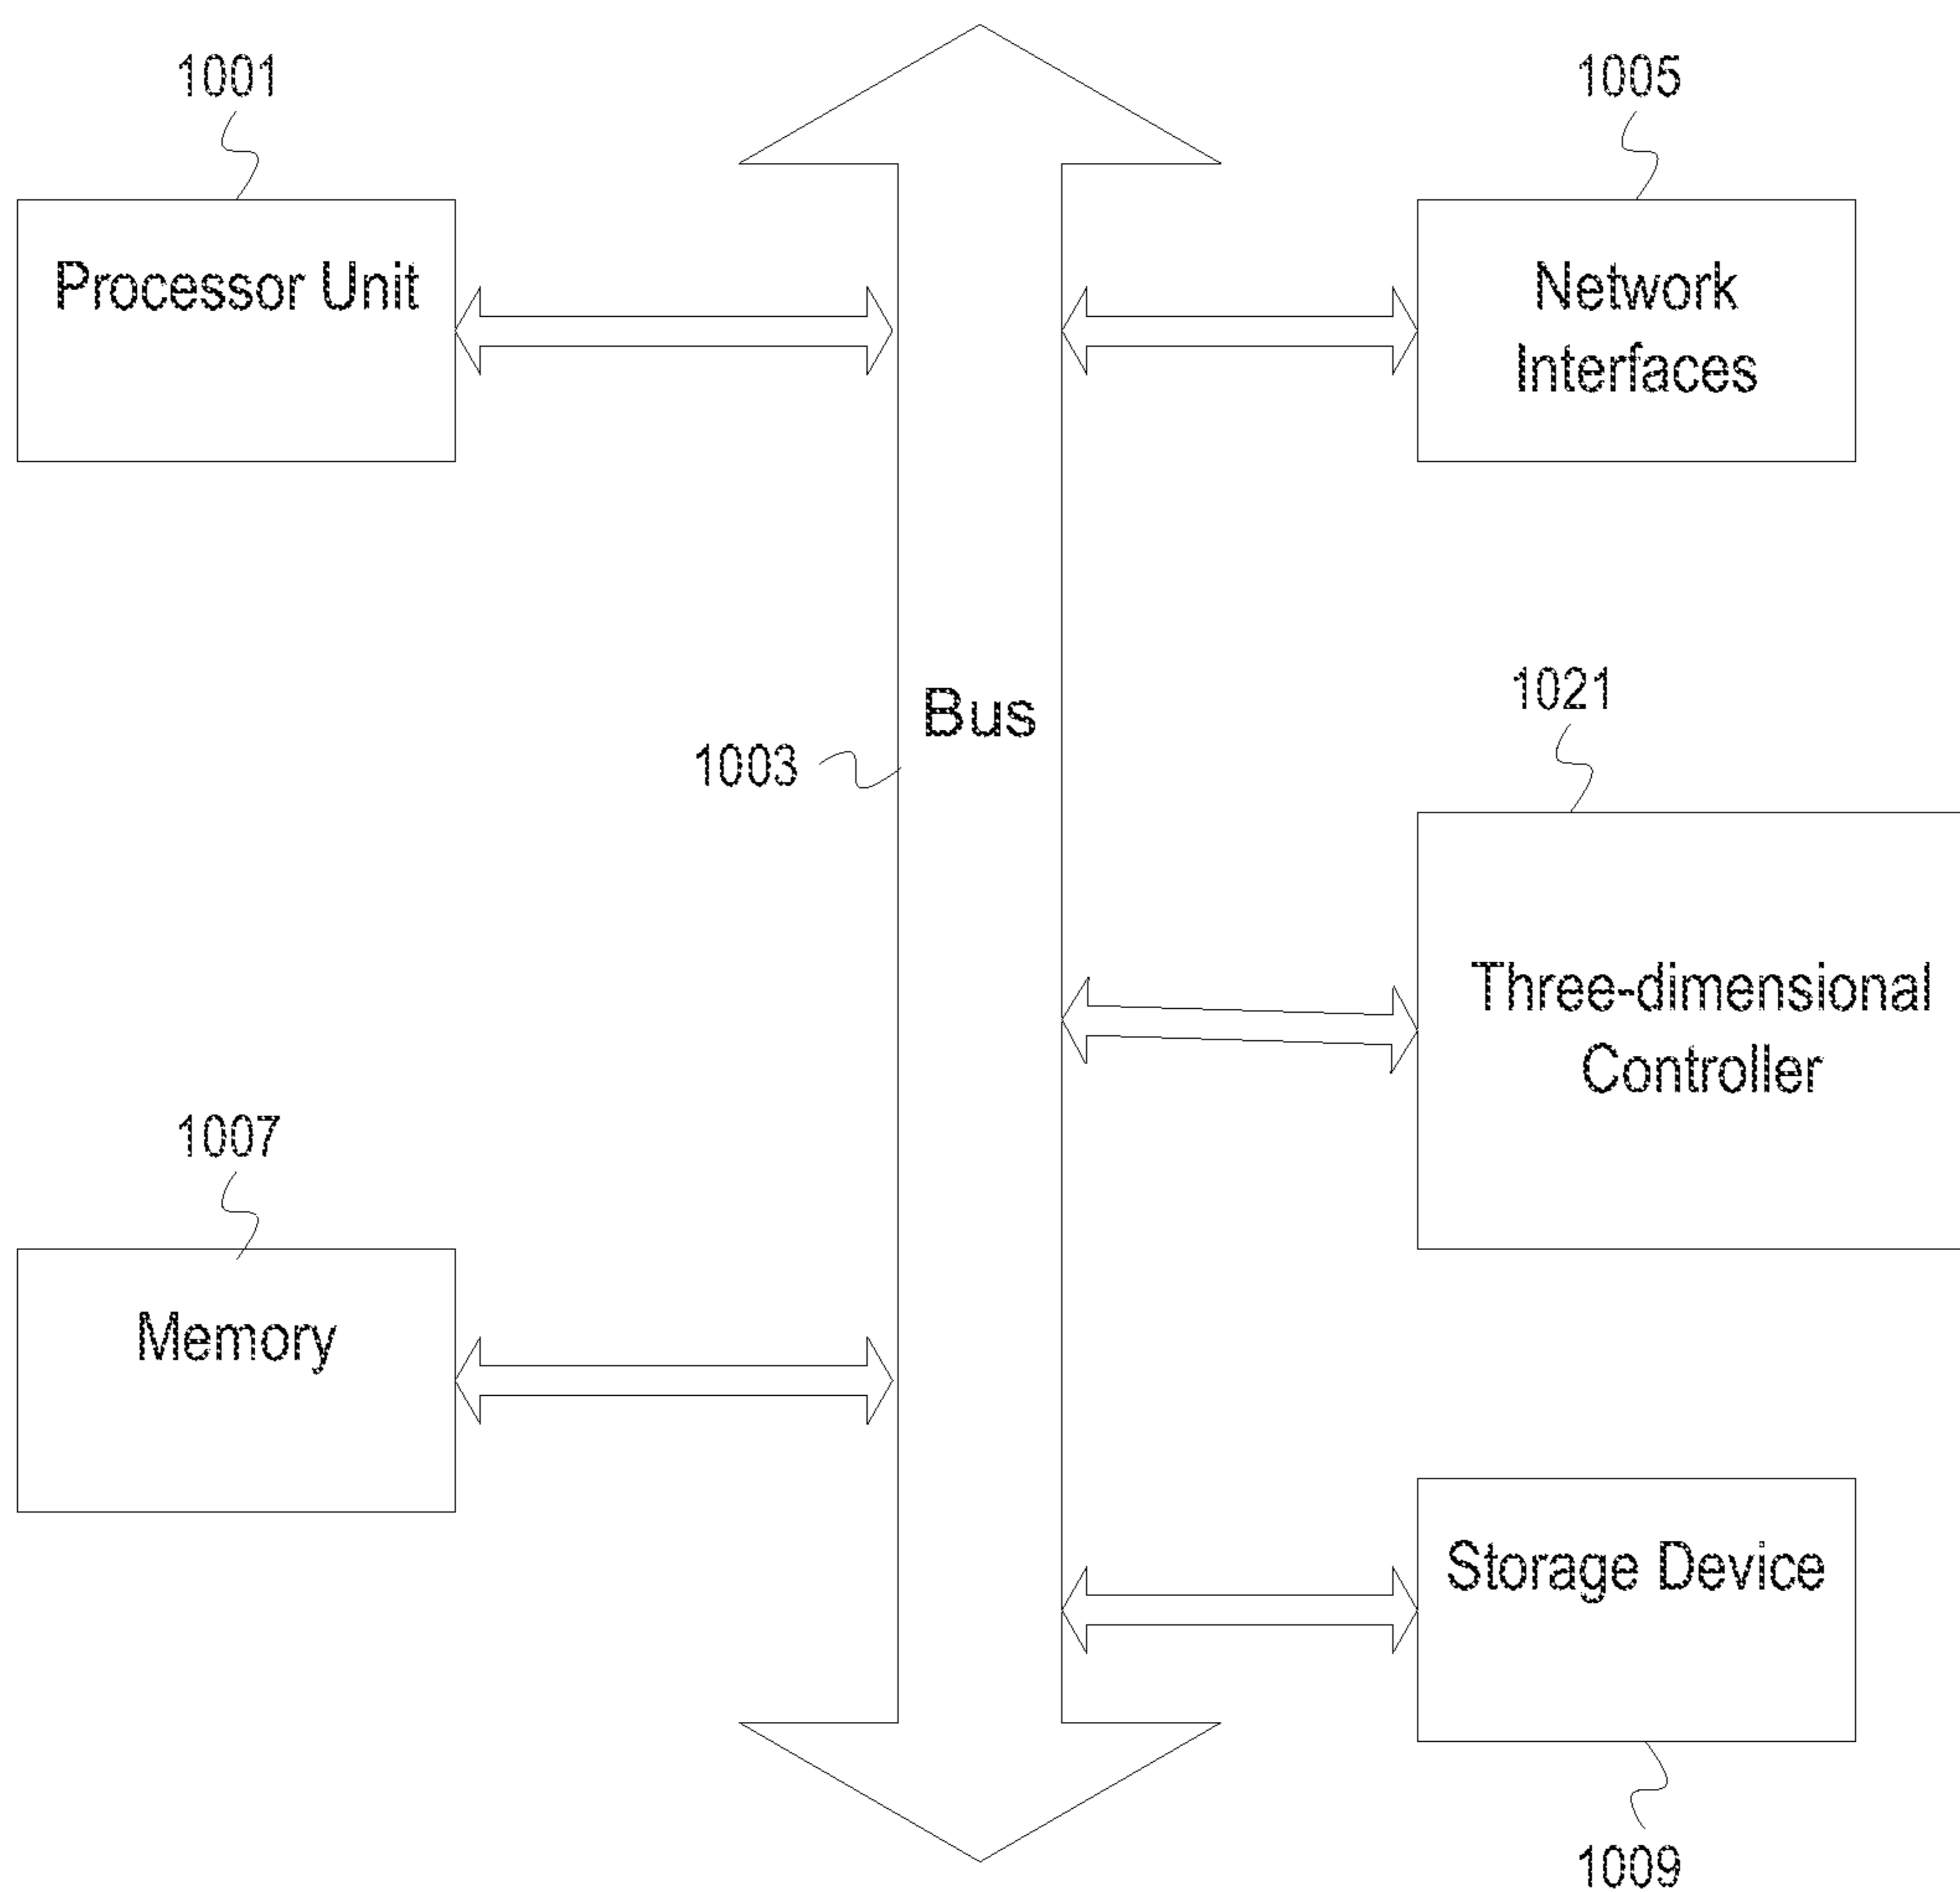 1001
Processor Unit
1005
Network
Interfaces
Bus
1003
1021
Three-dimensional
Controller
1007
Memory
Storage Device
1009